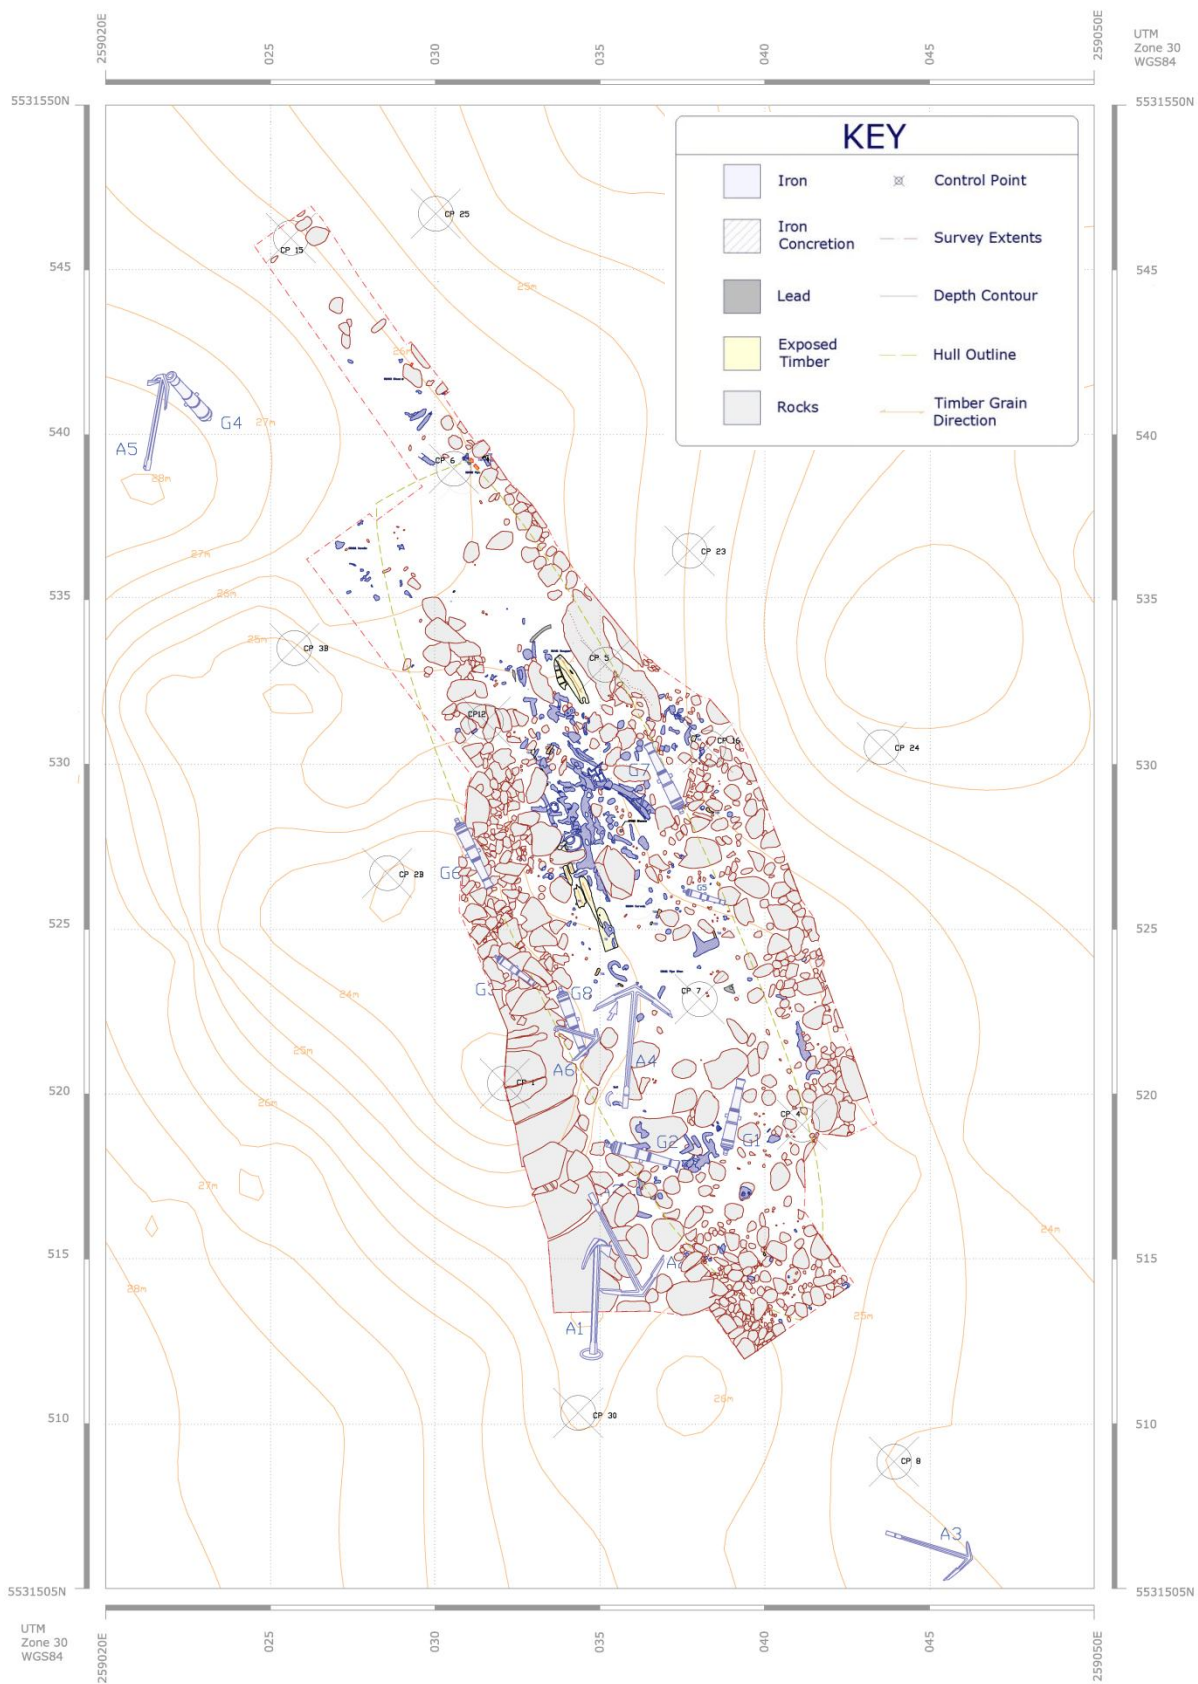 259020E
025
030
035
040
045
259050E
UTM
Zone 30
WGS84
5531550N
5531550N
KEY
Iron
Control Point
Iron
Concretion
Survey Extents
Lead
Depth Contour
Exposed
Timber
Hull Outline
Rocks
Timber Grain
Direction
CP 25
CP 15
545
545
25m
26m
A5
G4
27m
540
540
CP 6
28m
27m
CP 23
26m
535
535
25m
CP 3B
CP 5
CP12
CP 16
CP 24
530
530
G7
G6
CP 2B
G5
525
525
G3
G8
CP 7
24m
25m
A6
A4
CP 1
26m
520
520
CP 4
G2
G1
27m
24m
515
515
28m
A1
25m
26m
CP 30
510
510
CP 8
A3
5531505N
5531505N
UTM
Zone 30
WGS84
259020E
025
030
035
040
045
259050E